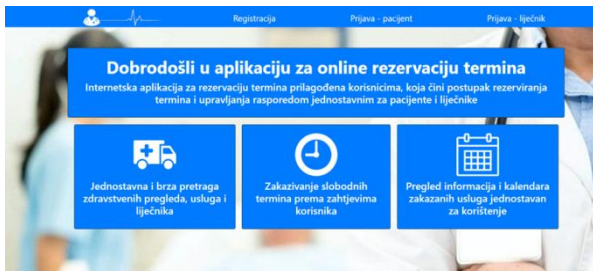 Registracija Prijava - pacijent Prijava - liječnik
Dobrodošli u aplikaciju za online rezervaciju termina
Internetska aplikacija za rezervaciju termina prilagođena korisnicima, koja čini postupak rezerviranja
termina i upravljanja rasporedom jednostavnim za pacijente i liječnike
Jednostavna i brza pretraga
zdravstvenih pregleda, usluga i
liječnika
Zakazivanje slobodnih
termina prema zahtjevima
korisnika
Pregled informacija i kalendara
zakazanih usluga jednostavan
za korištenje